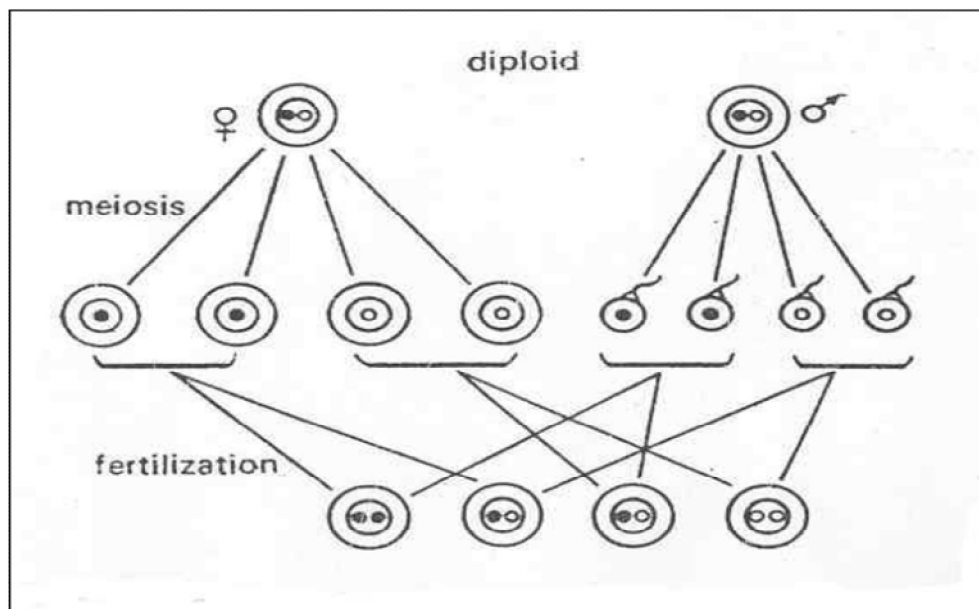 diploid
♀
♂
meiosis
fertilization